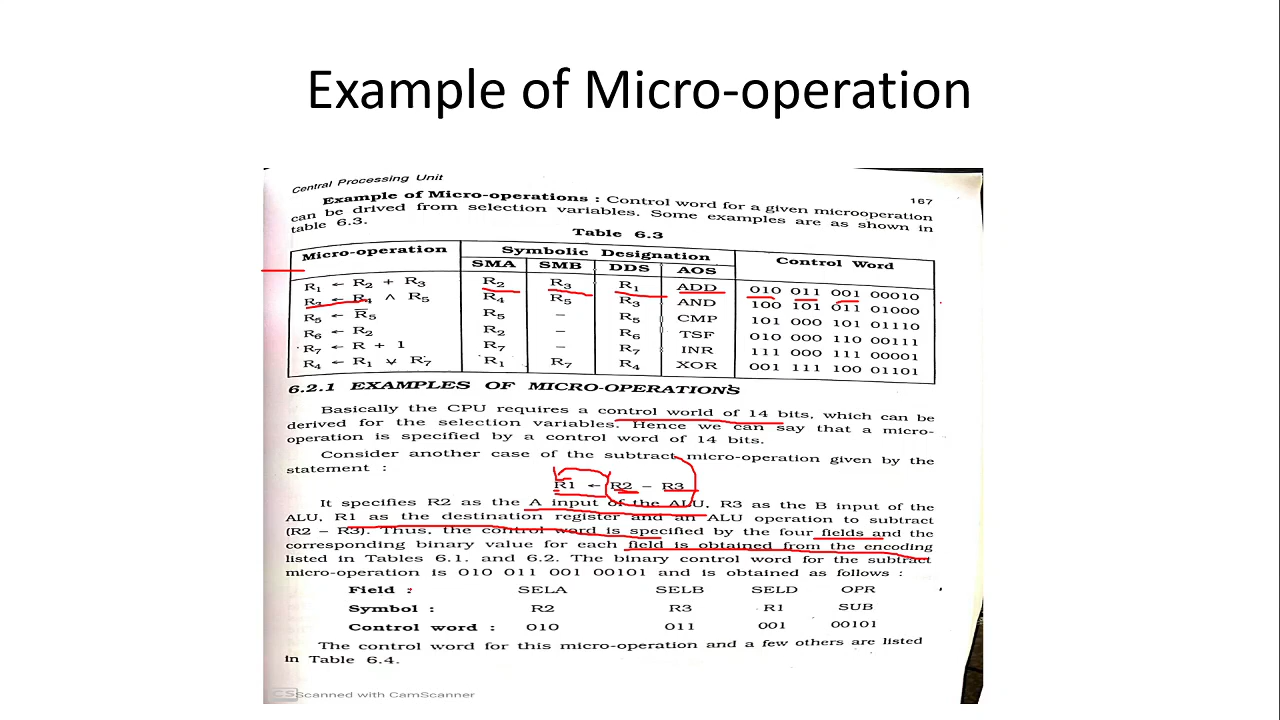 Example of Micro-operation
Central Processing Unit
167
Example of Micro-operations : Control word for a given microoperation
can be drived from selection variables. Some examples are as shown in
table 6.3.
Table 6.3
Micro-operation Symbolic Designation Control Word
SMA SMB DDS AOS
R1 ← R2 + R3 R2 R3 R1 ADD 010 011 001 00010
R3 ← R4 ∧ R5 R4 R5 R3 AND 100 101 011 01000
R5 ← R̅5 R5 – R5 CMP 101 000 101 01110
R6 ← R2 R2 – R6 TSF 010 000 110 00111
R7 ← R + 1 R7 – R7 INR 111 000 111 00001
R4 ← R1 ⊻ R7 R1 R7 R4 XOR 001 111 100 01101
6.2.1 EXAMPLES OF MICRO-OPERATIONS
Basically the CPU requires a control world of 14 bits, which can be
derived for the selection variables. Hence we can say that a micro-
operation is specified by a control word of 14 bits.
Consider another case of the subtract micro-operation given by the
statement :
R1 ← R2 – R3
It specifies R2 as the A input of the ALU, R3 as the B input of the
ALU, R1 as the destination register and an ALU operation to subtract
(R2 – R3). Thus, the control word is specified by the four fields and the
corresponding binary value for each field is obtained from the encoding
listed in Tables 6.1. and 6.2. The binary control word for the subtract
micro-operation is 010 011 001 00101 and is obtained as follows :
Field : SELA SELB SELD OPR
Symbol : R2 R3 R1 SUB
Control word : 010 011 001 00101
The control word for this micro-operation and a few others are listed
in Table 6.4.
CS Scanned with CamScanner